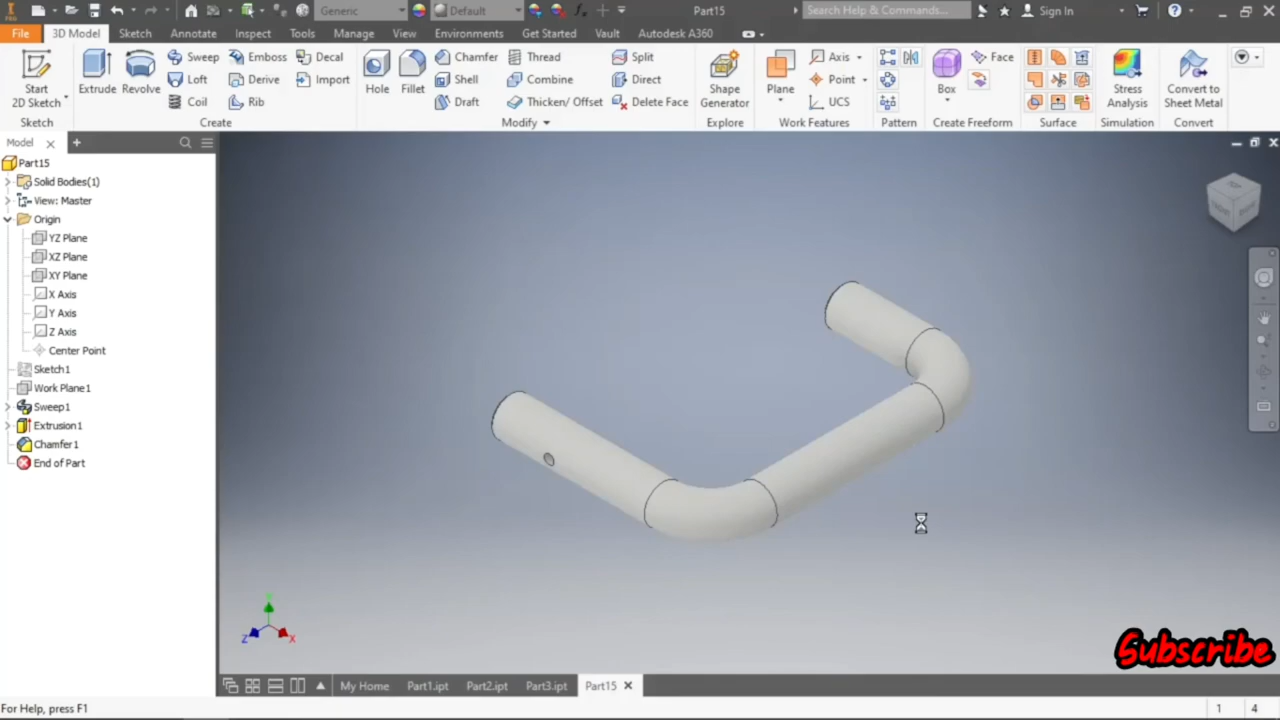 Generic
Default
Part15
Search Help & Commands...
Sign In
PRO
File
3D Model
Sketch
Annotate
Inspect
Tools
Manage
View
Environments
Get Started
Vault
Autodesk A360
Start
2D Sketch
Extrude
Revolve
Sweep
Loft
Coil
Emboss
Derive
Rib
Decal
Import
Hole
Fillet
Chamfer
Shell
Draft
Thread
Combine
Thicken/ Offset
Split
Direct
Delete Face
Shape
Generator
Plane
Axis
Point
UCS
Box
Face
Stress
Analysis
Convert to
Sheet Metal
Sketch
Create
Modify
Explore
Work Features
Pattern
Create Freeform
Surface
Simulation
Convert
Model
Part15
Solid Bodies(1)
View: Master
Origin
YZ Plane
XZ Plane
XY Plane
X Axis
Y Axis
Z Axis
Center Point
Sketch1
Work Plane1
Sweep1
Extrusion1
Chamfer1
End of Part
TOP
Z
X
Subscribe
My Home
Part1.ipt
Part2.ipt
Part3.ipt
Part15
For Help, press F1
1
4